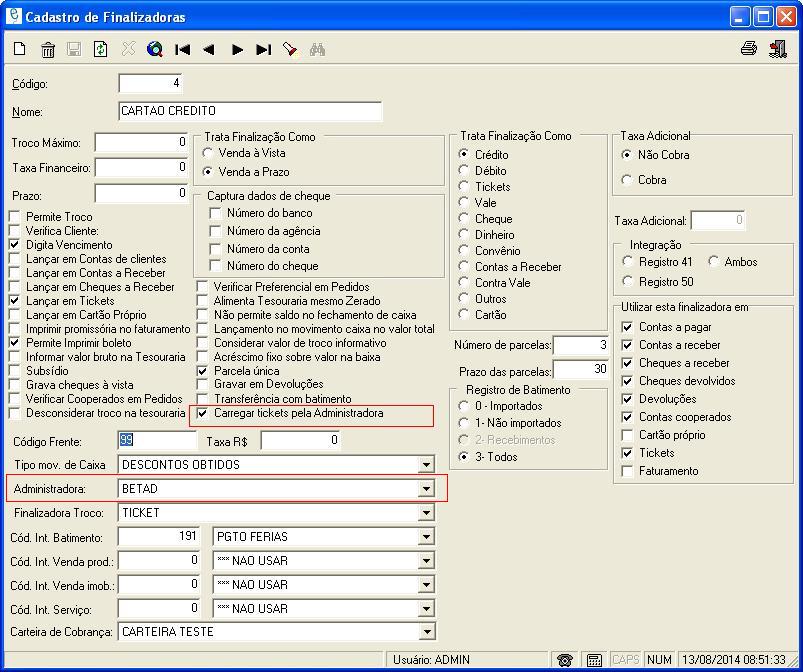 Cadastro de Finalizadoras
Código: 4
Nome: CARTAO CREDITO
Troco Máximo: 0
Taxa Financeiro: 0
Prazo: 0
Permite Troco
Verifica Cliente:
Digita Vencimento
Lançar em Contas de clientes
Lançar em Contas a Receber
Lançar em Cheques a Receber
Lançar em Tickets
Lançar em Cartão Próprio
Imprimir promissória no faturamento
Permite Imprimir boleto
Informar valor bruto na Tesouraria
Subsídio
Grava cheques à vista
Verificar Cooperados em Pedidos
Desconsiderar troco na tesouraria
Trata Finalização Como
Venda à Vista
Venda a Prazo
Captura dados de cheque
Número do banco
Número da agência
Número da conta
Número do cheque
Verificar Preferencial em Pedidos
Alimenta Tesouraria mesmo Zerado
Não permite saldo no fechamento de caixa
Lançamento no movimento caixa no valor total
Considerar valor de troco informativo
Acréscimo fixo sobre valor na baixa
Parcela única
Gravar em Devoluções
Transferência com batimento
Carregar tickets pela Administradora
Trata Finalização Como
Crédito
Débito
Tickets
Vale
Cheque
Dinheiro
Convênio
Contas a Receber
Contra Vale
Outros
Cartão
Número de parcelas: 3
Prazo das parcelas: 30
Registro de Batimento
0 - Importados
1- Não importados
2- Recebimentos
3- Todos
Taxa Adicional
Não Cobra
Cobra
Taxa Adicional: 0
Integração
Registro 41 Ambos
Registro 50
Utilizar esta finalizadora em
Contas a pagar
Contas a receber
Cheques a receber
Cheques devolvidos
Devoluções
Contas cooperados
Cartão próprio
Tickets
Faturamento
Código Frente: 99 Taxa R$ 0
Tipo mov. de Caixa DESCONTOS OBTIDOS
Administradora: BETAD
Finalizadora Troco: TICKET
Cód. Int. Batimento: 191 PGTO FERIAS
Cód. Int. Venda prod.: 0 *** NAO USAR
Cód. Int. Venda imob.: 0 *** NAO USAR
Cód. Int. Serviço: 0 *** NAO USAR
Carteira de Cobrança: CARTEIRA TESTE
Usuário: ADMIN CAPS NUM 13/08/2014 08:51:33